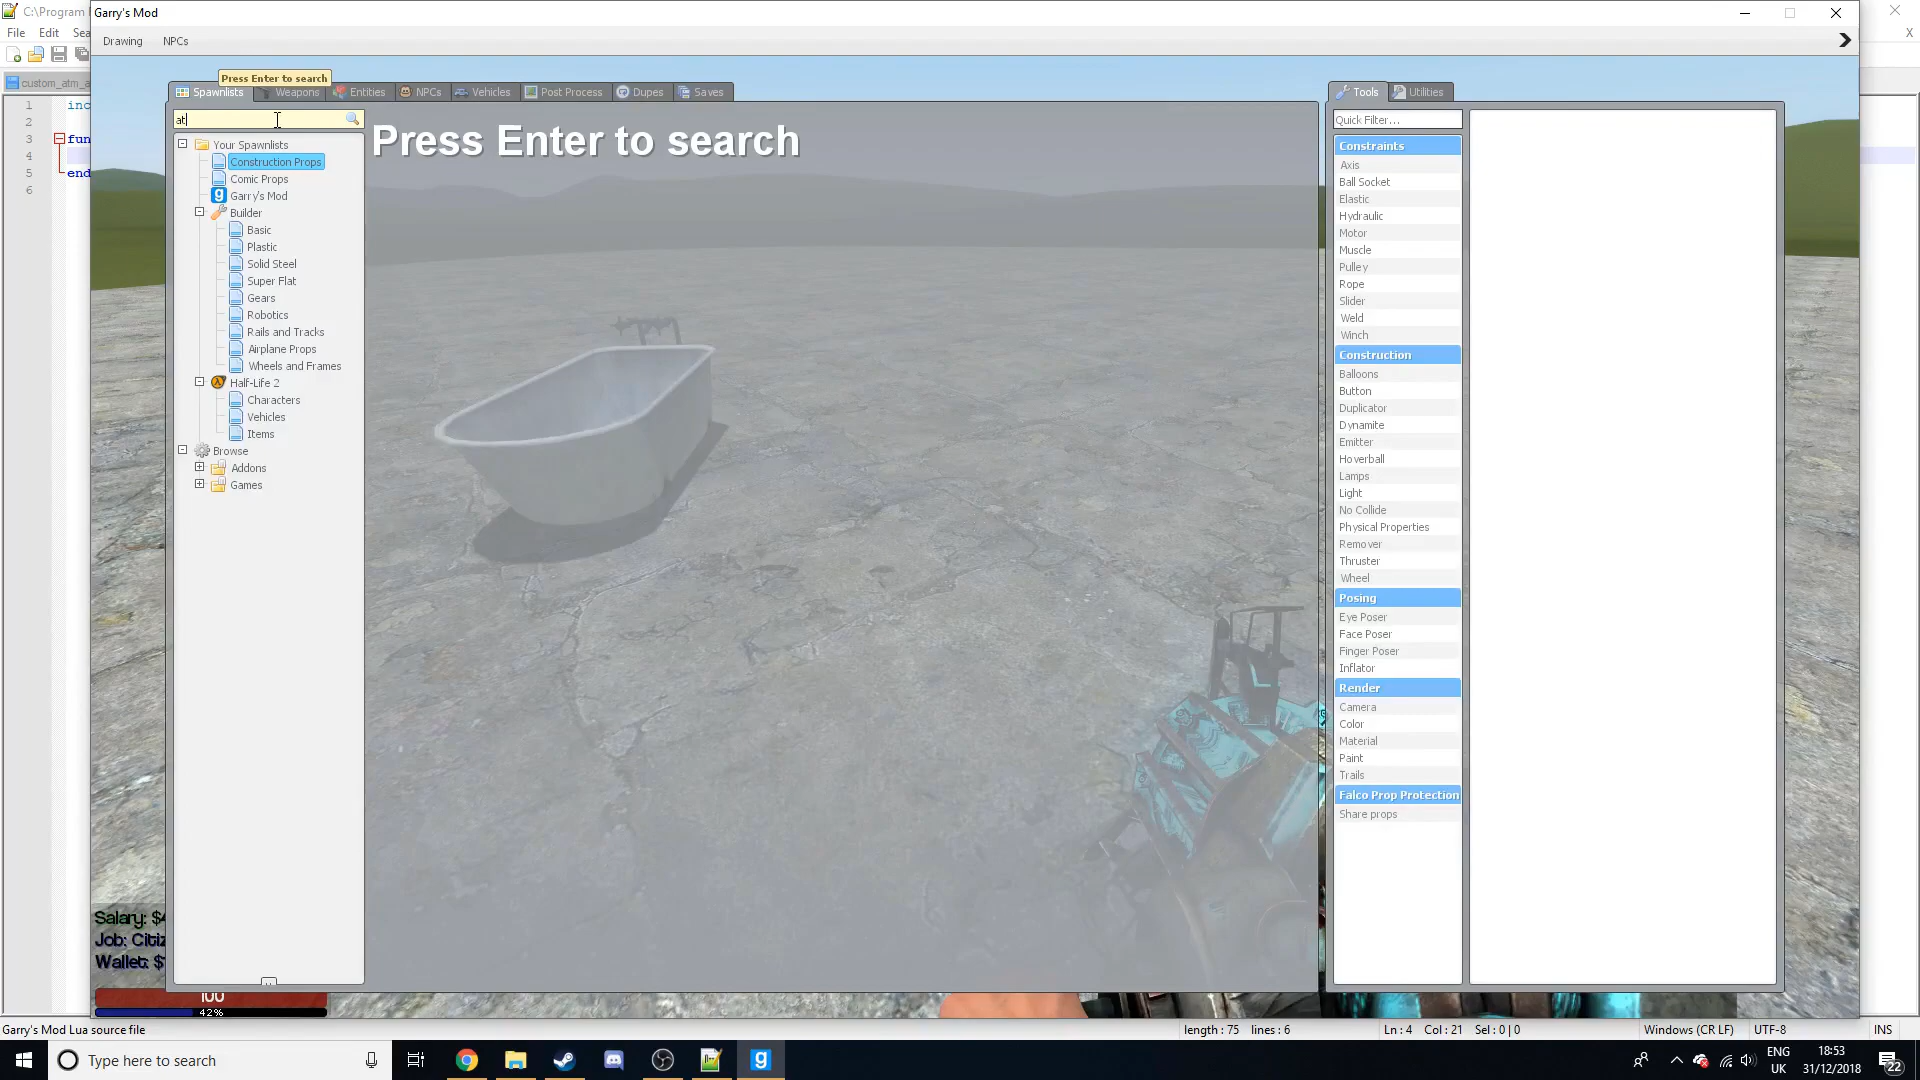 C:\Program
Garry's Mod
File Edit Sea
Drawing NPCs
Press Enter to search
custom_atm_a
Spawnlists Weapons Entities NPCs Vehicles Post Process Dupes Saves
Tools Utilities
1 inc
2
3 fun
4
5 end
6
at
Press Enter to search
Your Spawnlists
Construction Props
Comic Props
Garry's Mod
Builder
Basic
Plastic
Solid Steel
Super Flat
Gears
Robotics
Rails and Tracks
Airplane Props
Wheels and Frames
Half-Life 2
Characters
Vehicles
Items
Browse
Addons
Games
Quick Filter...
Constraints
Axis
Ball Socket
Elastic
Hydraulic
Motor
Muscle
Pulley
Rope
Slider
Weld
Winch
Construction
Balloons
Button
Duplicator
Dynamite
Emitter
Hoverball
Lamps
Light
No Collide
Physical Properties
Remover
Thruster
Wheel
Posing
Eye Poser
Face Poser
Finger Poser
Inflator
Render
Camera
Color
Material
Paint
Trails
Falco Prop Protection
Share props
Salary: $4
Job: Citiz
Wallet: $
100
42%
Garry's Mod Lua source file
length : 75 lines : 6
Ln : 4 Col : 21 Sel : 0 | 0
Windows (CR LF)
UTF-8
INS
Type here to search
ENG
UK
18:53
31/12/2018
22